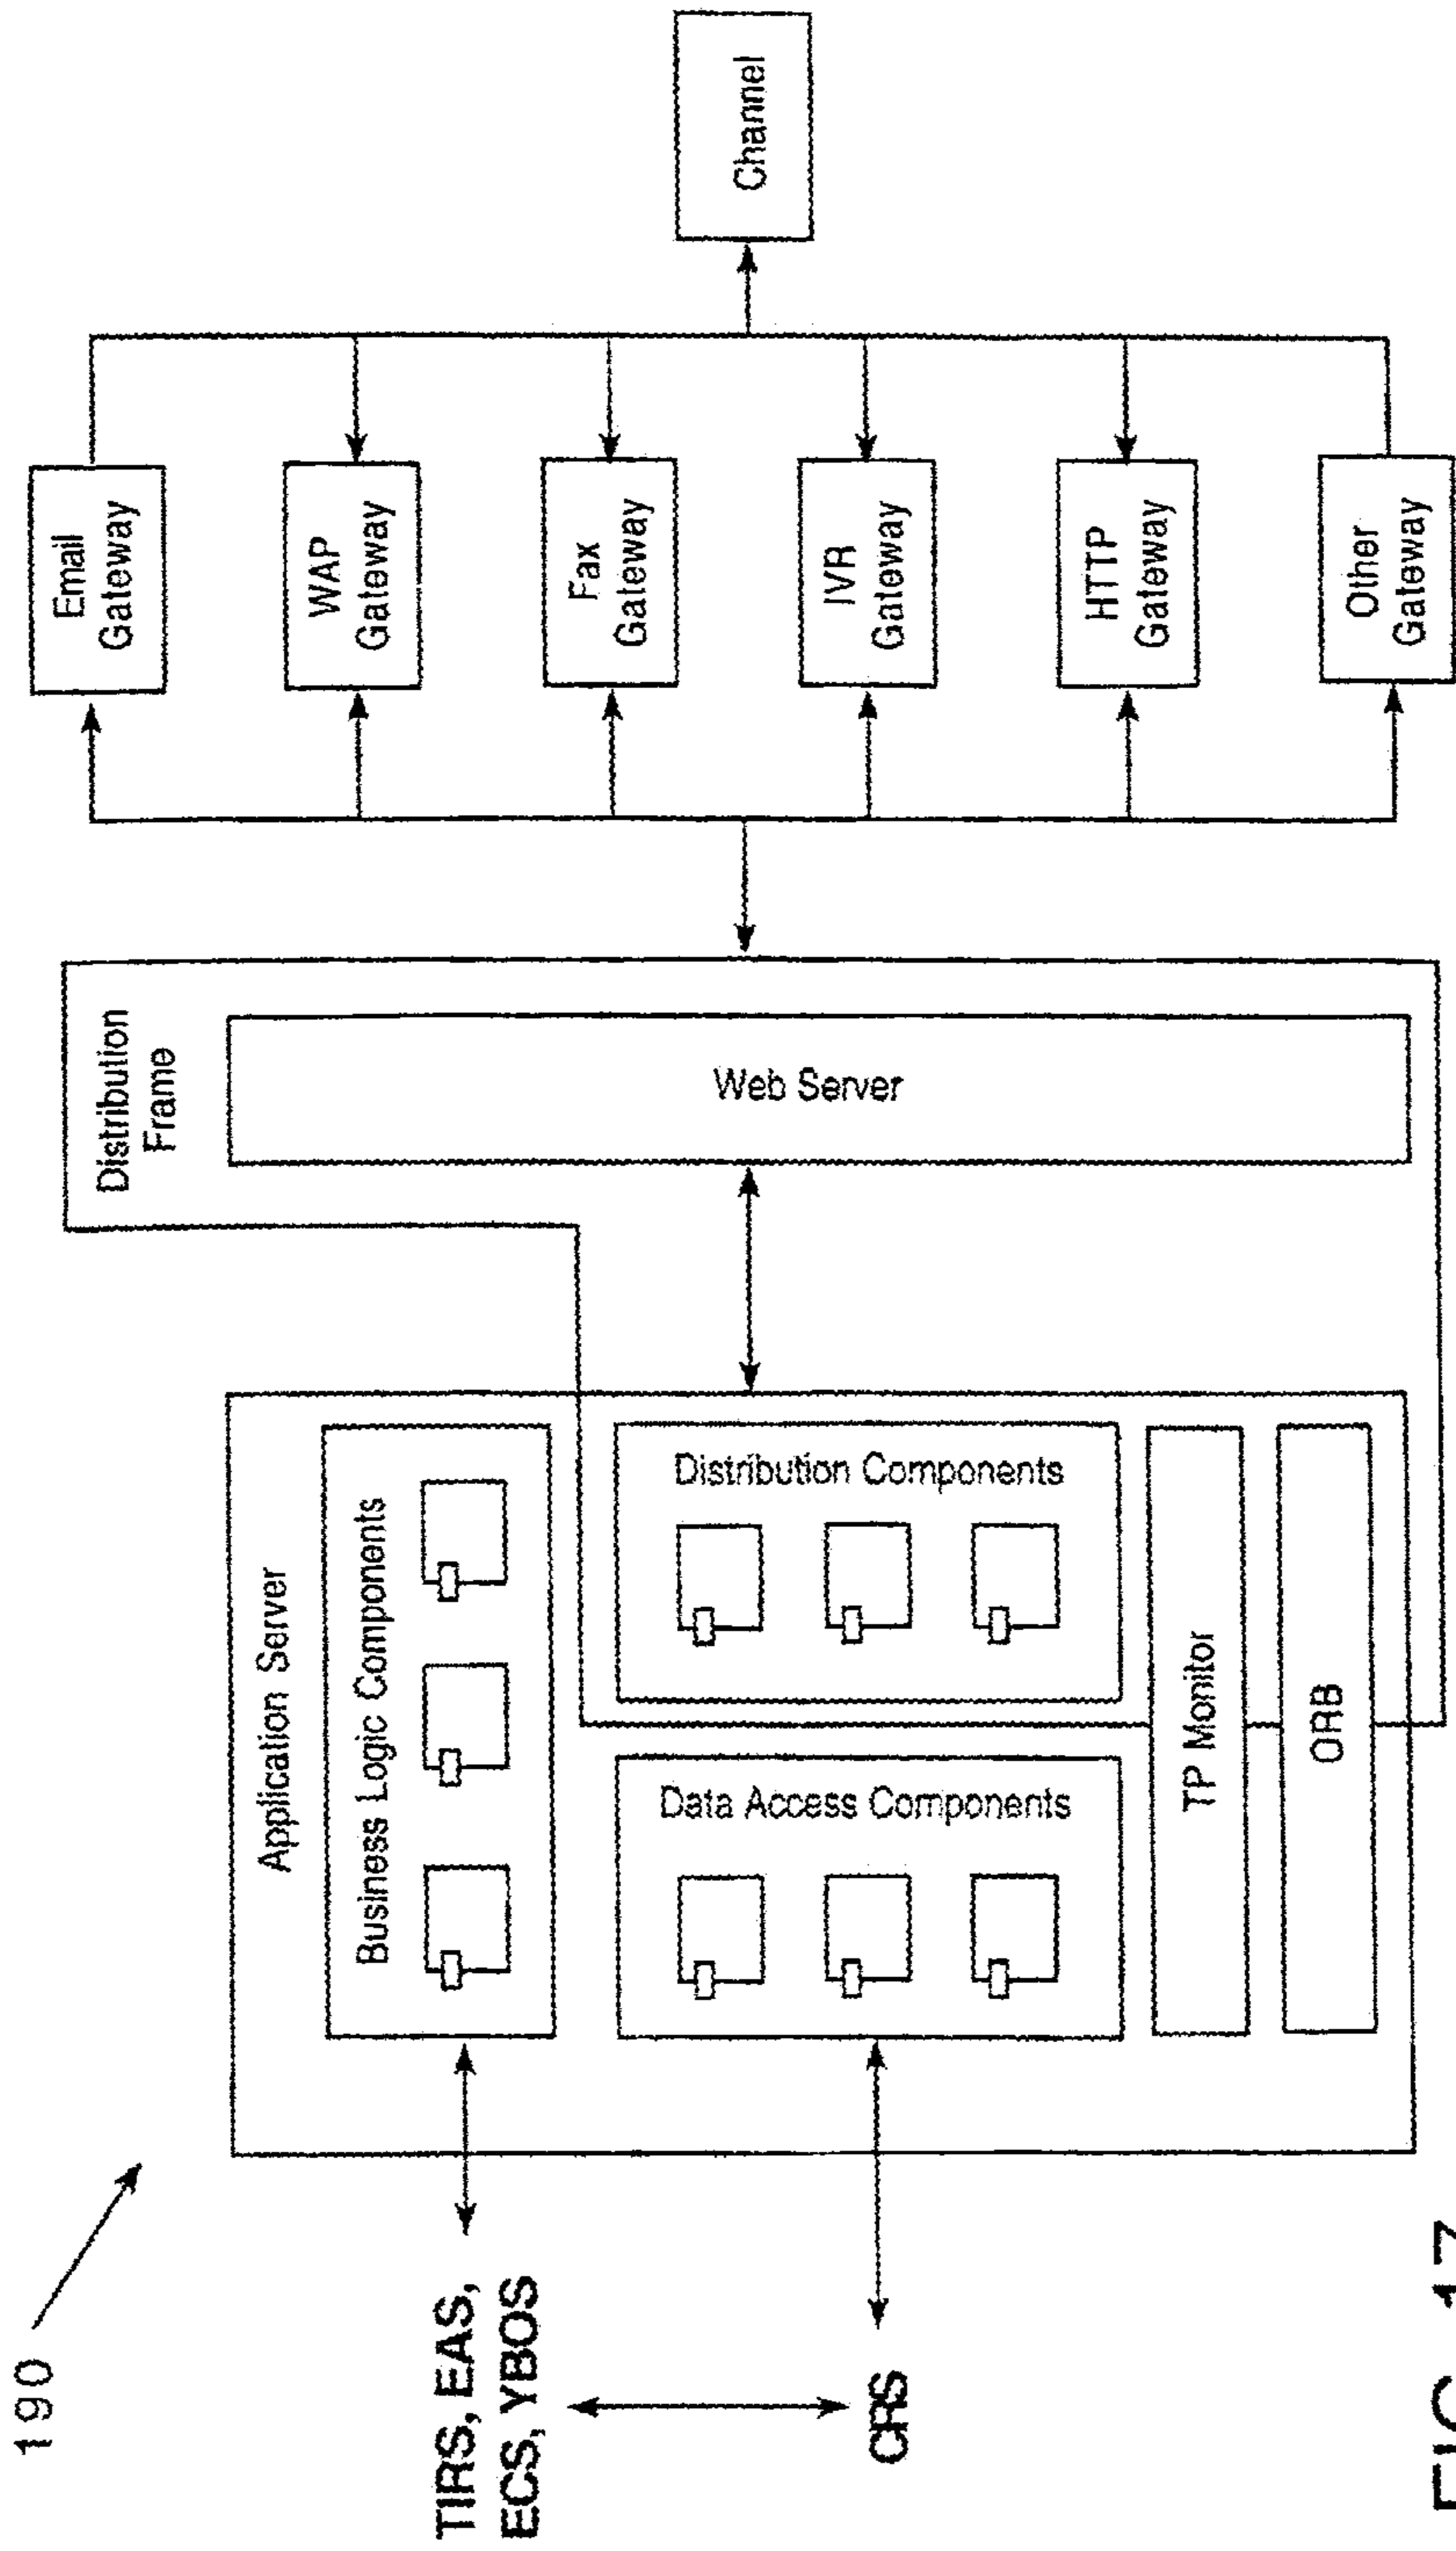 190
TIRS, EAS,
ECS, YBOS
CRS
Application Server
Business Logic Components
Data Access Components
Distribution Components
TP Monitor
ORB
Distribution
Frame
Web Server
Email
Gateway
WAP
Gateway
Fax
Gateway
IVR
Gateway
HTTP
Gateway
Other
Gateway
Channel
FIG. 17